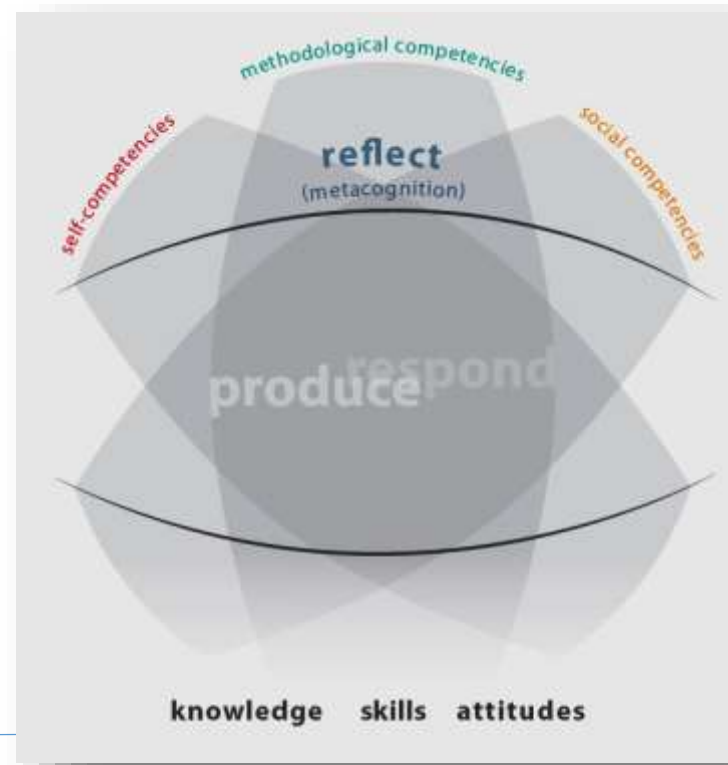 methodological competencies
self-competencies
social competencies
reflect
(metacognition)
respond
produce
knowledge skills attitudes